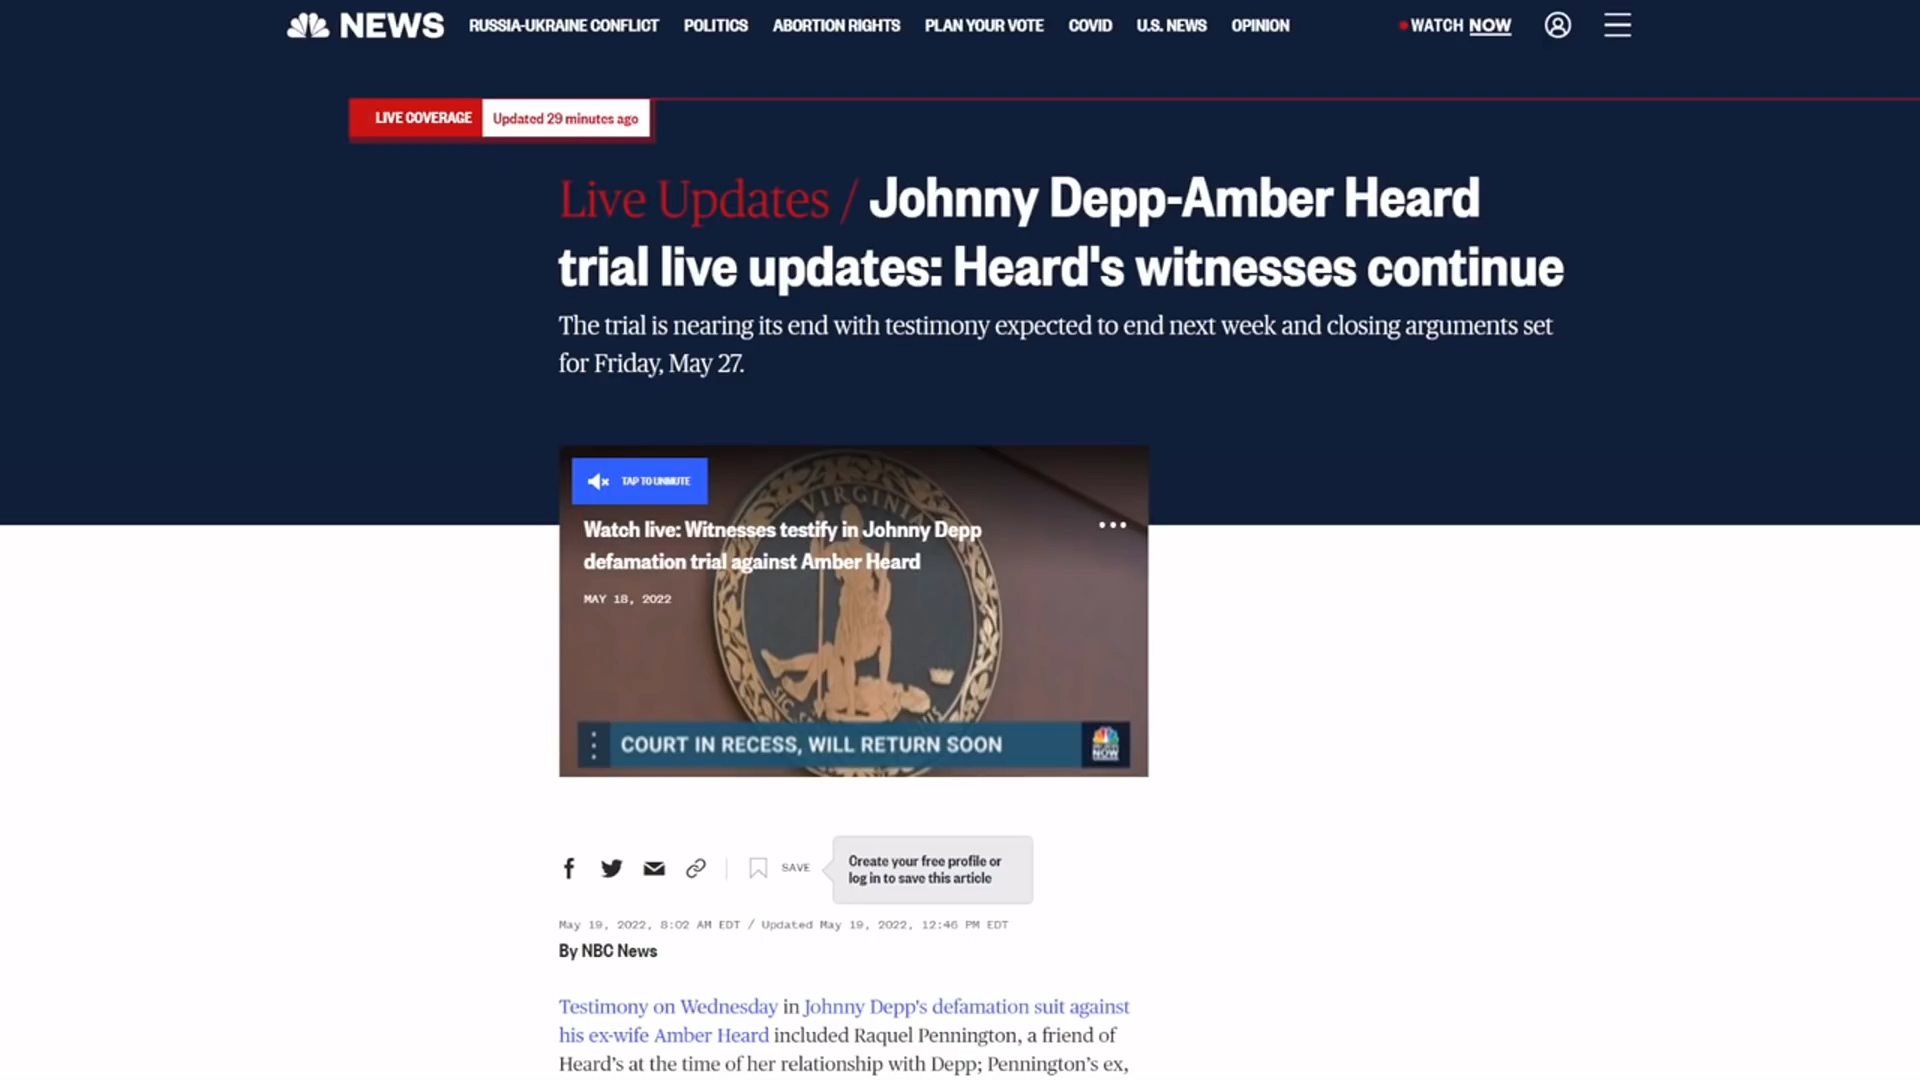 NEWS RUSSIA-UKRAINE CONFLICT POLITICS ABORTION RIGHTS PLAN YOUR VOTE COVID U.S. NEWS OPINION WATCH NOW
LIVE COVERAGE Updated 29 minutes ago
Live Updates / Johnny Depp-Amber Heard
trial live updates: Heard's witnesses continue
The trial is nearing its end with testimony expected to end next week and closing arguments set
for Friday, May 27.
TAP TO UNMUTE
VIRGINIA
Watch live: Witnesses testify in Johnny Depp
defamation trial against Amber Heard
MAY 18, 2022
SIC
COURT IN RECESS, WILL RETURN SOON
NOW
SAVE
Create your free profile or
log in to save this article
May 19, 2022, 8:02 AM EDT / Updated May 19, 2022, 12:46 PM EDT
By NBC News
Testimony on Wednesday in Johnny Depp's defamation suit against
his ex-wife Amber Heard included Raquel Pennington, a friend of
Heard’s at the time of her relationship with Depp; Pennington’s ex,